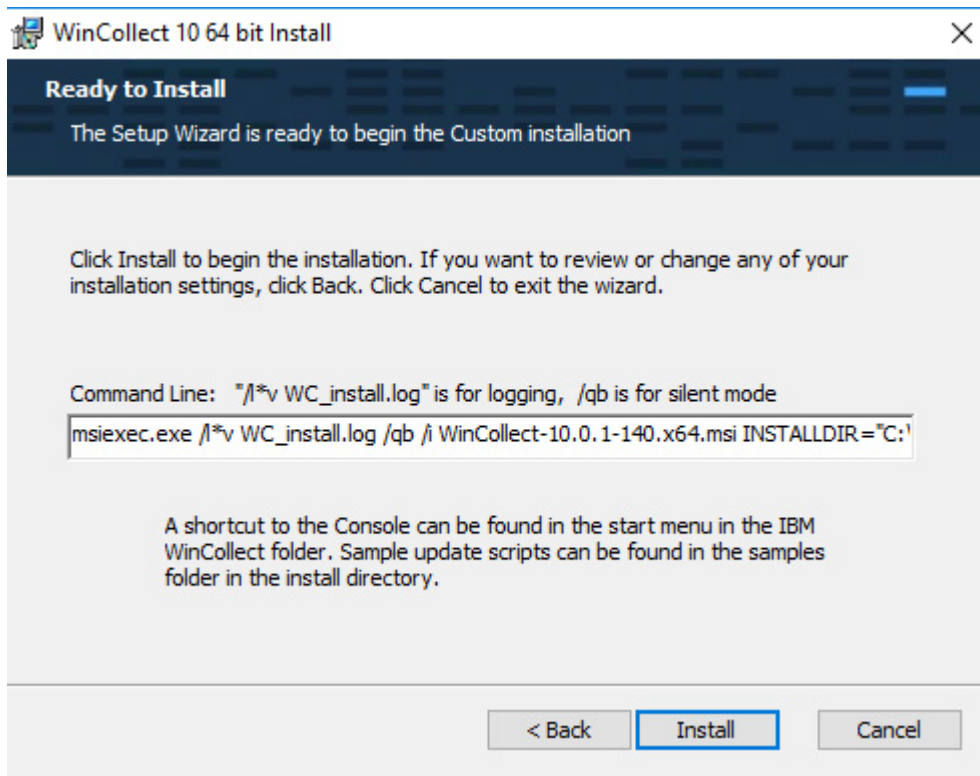 WinCollect 10 64 bit Install
Ready to Install
The Setup Wizard is ready to begin the Custom installation
Click Install to begin the installation. If you want to review or change any of your
installation settings, click Back. Click Cancel to exit the wizard.
Command Line: "/l*v WC_install.log" is for logging, /qb is for silent mode
msiexec.exe /l*v WC_install.log /qb /i WinCollect-10.0.1-140.x64.msi INSTALLDIR="C:\
A shortcut to the Console can be found in the start menu in the IBM
WinCollect folder. Sample update scripts can be found in the samples
folder in the install directory.
< Back Install Cancel